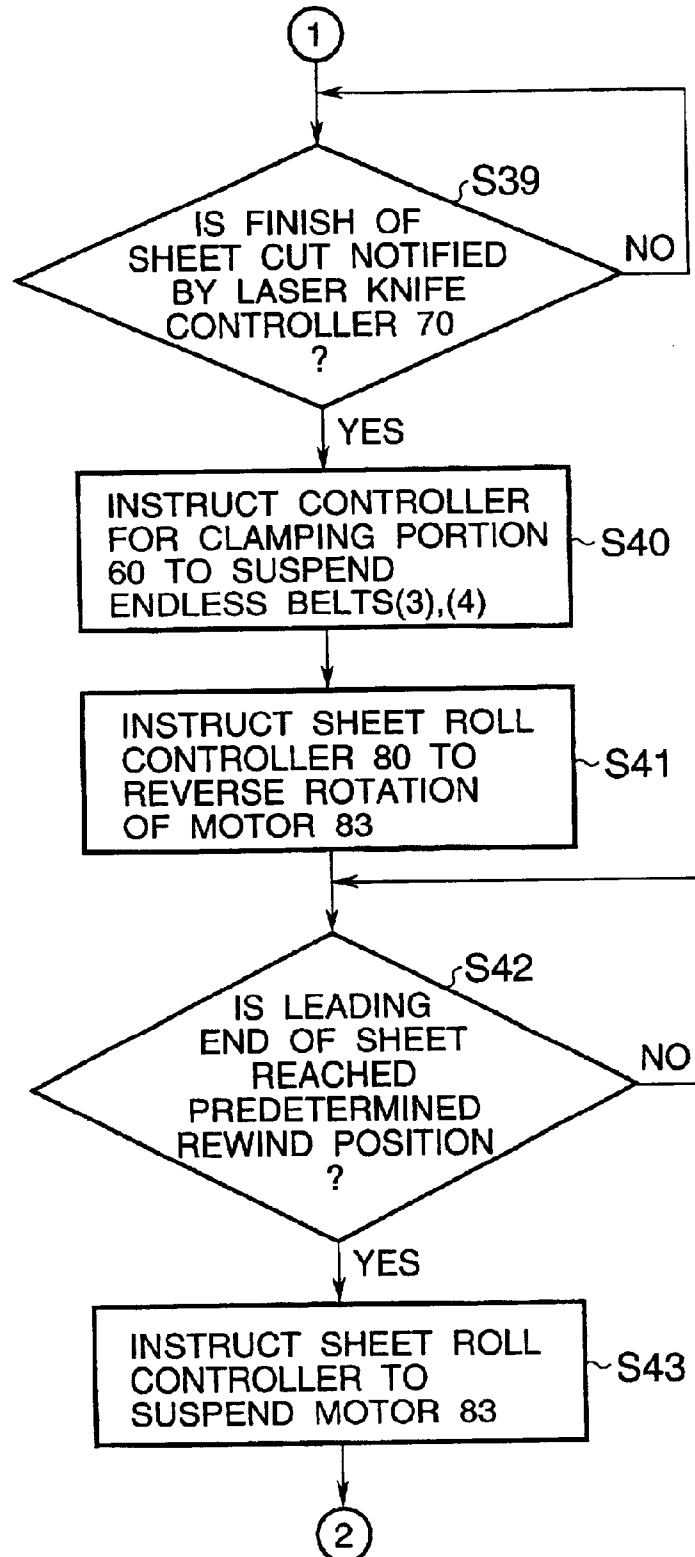 1
S39
IS FINISH OF
SHEET CUT NOTIFIED
BY LASER KNIFE
CONTROLLER 70
?
NO
YES
INSTRUCT CONTROLLER
FOR CLAMPING PORTION
60 TO SUSPEND
ENDLESS BELTS(3),(4)
S40
INSTRUCT SHEET ROLL
CONTROLLER 80 TO
REVERSE ROTATION
OF MOTOR 83
S41
S42
IS LEADING
END OF SHEET
REACHED
PREDETERMINED
REWIND POSITION
?
NO
YES
INSTRUCT SHEET ROLL
CONTROLLER TO
SUSPEND MOTOR 83
S43
2